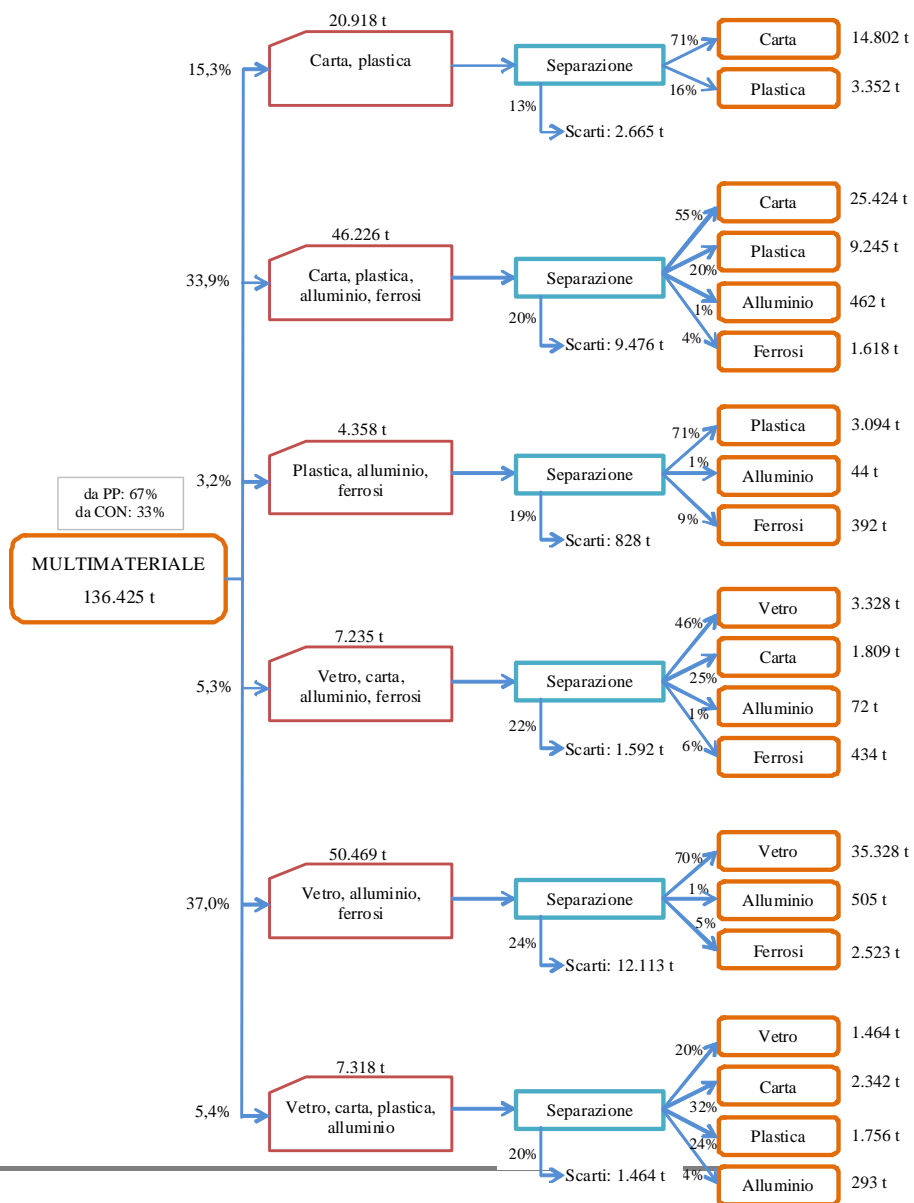 20.918 t
15,3%
Carta, plastica
Separazione
13%
Scarti: 2.665 t
71%
Carta
14.802 t
16%
Plastica
3.352 t
46.226 t
33,9%
Carta, plastica,
alluminio, ferrosi
Separazione
20%
Scarti: 9.476 t
55%
Carta
25.424 t
20%
Plastica
9.245 t
1%
Alluminio
462 t
4%
Ferrosi
1.618 t
4.358 t
3,2%
Plastica, alluminio,
ferrosi
Separazione
19%
Scarti: 828 t
71%
Plastica
3.094 t
1%
Alluminio
44 t
9%
Ferrosi
392 t
da PP: 67%
da CON: 33%
MULTIMATERIALE
136.425 t
7.235 t
5,3%
Vetro, carta,
alluminio, ferrosi
Separazione
22%
Scarti: 1.592 t
46%
Vetro
3.328 t
25%
Carta
1.809 t
1%
Alluminio
72 t
6%
Ferrosi
434 t
50.469 t
37,0%
Vetro, alluminio,
ferrosi
Separazione
24%
Scarti: 12.113 t
70%
Vetro
35.328 t
1%
Alluminio
505 t
5%
Ferrosi
2.523 t
7.318 t
5,4%
Vetro, carta, plastica,
alluminio
Separazione
20%
Scarti: 1.464 t
20%
Vetro
1.464 t
32%
Carta
2.342 t
24%
Plastica
1.756 t
4%
Alluminio
293 t